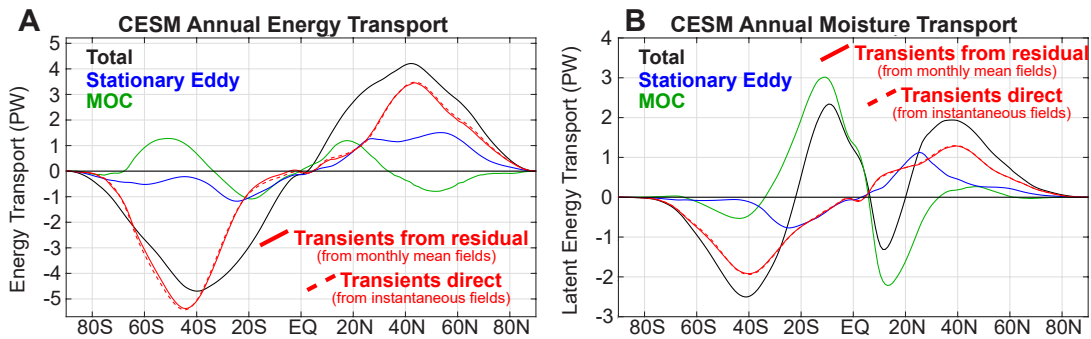 A
CESM Annual Energy Transport
Energy Transport (PW)
5
4
3
2
1
0
-1
-2
-3
-4
-5
Total
Stationary Eddy
MOC
Transients from residual
(from monthly mean fields)
Transients direct
(from instantaneous fields)
80S 60S 40S 20S EQ 20N 40N 60N 80N
B
CESM Annual Moisture Transport
Latent Energy Transport (PW)
4
3
2
1
0
-1
-2
-3
Total
Stationary Eddy
MOC
Transients from residual
(from monthly mean fields)
Transients direct
(from instantaneous fields)
80S 60S 40S 20S EQ 20N 40N 60N 80N